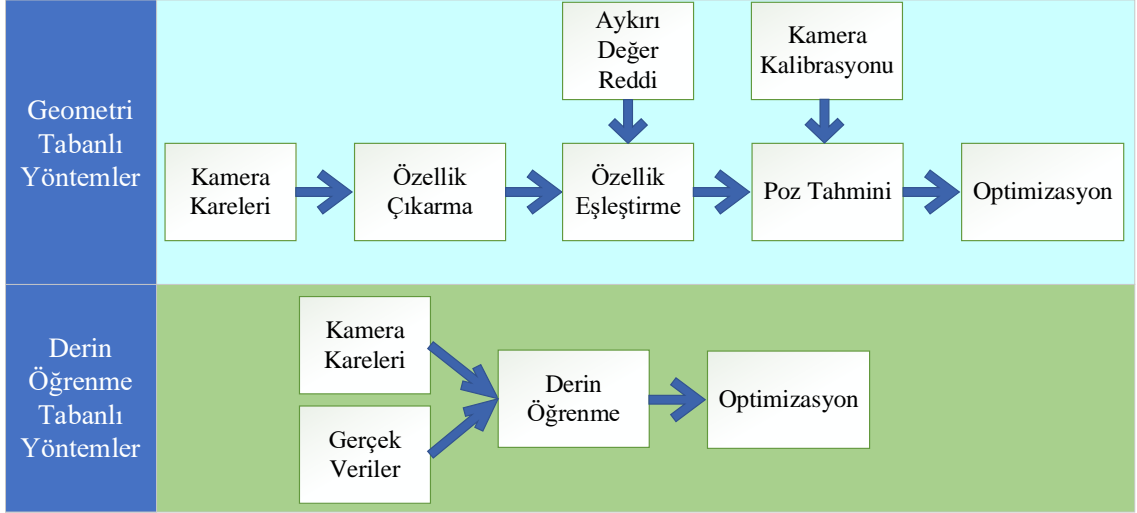 Geometri
Tabanlı
Yöntemler
Aykırı
Değer
Reddi
Kamera
Kalibrasyonu
Kamera
Kareleri
Özellik
Çıkarma
Özellik
Eşleştirme
Poz Tahmini
Optimizasyon
Derin
Öğrenme
Tabanlı
Yöntemler
Kamera
Kareleri
Gerçek
Veriler
Derin
Öğrenme
Optimizasyon